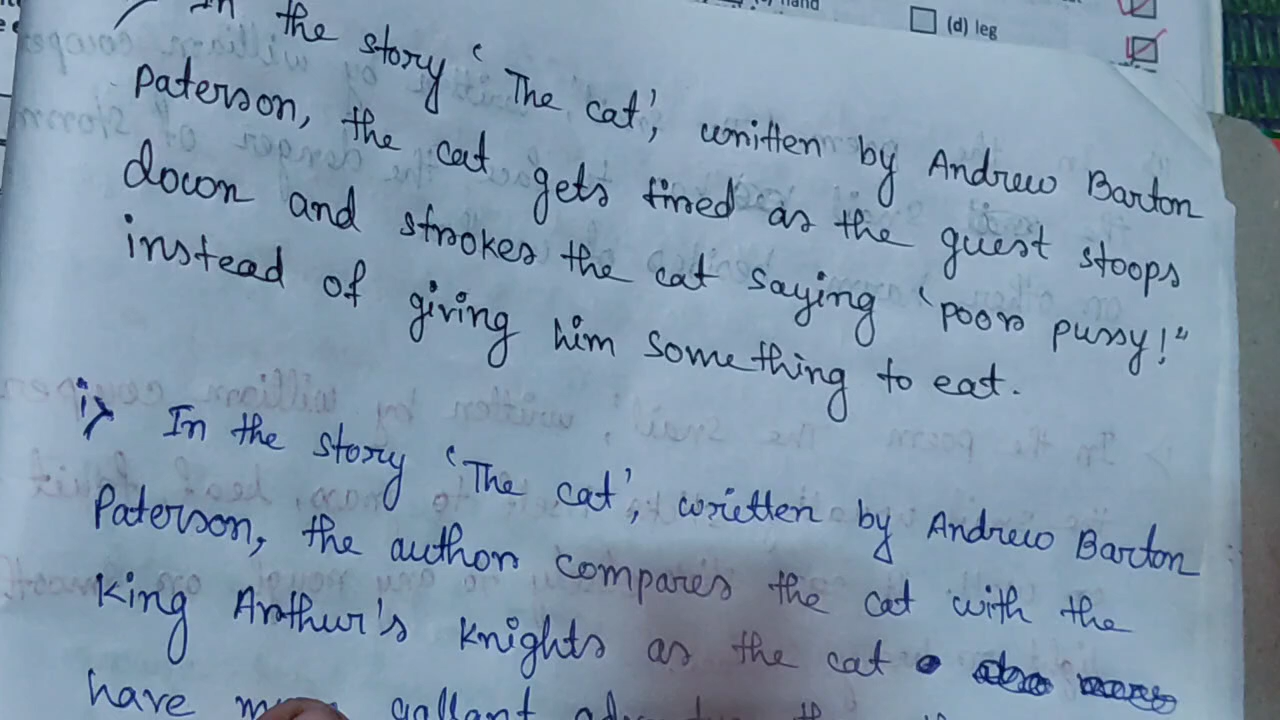 (d) leg
In the story 'The cat', written by Andrew Barton
Paterson, the cat gets tired as the guest stoops
down and strokes the cat saying 'poor pussy!"
instead of giving him something to eat.
i> In the story 'The cat', written by Andrew Barton
Paterson, the author compares the cat with the
King Arthur's Knights as the cat
have gallant